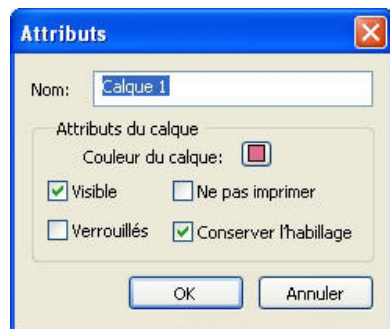 Attributs
Nom: Calque 1
Attributs du calque
Couleur du calque:
Visible Ne pas imprimer
Verrouillés Conserver l'habillage
OK Annuler